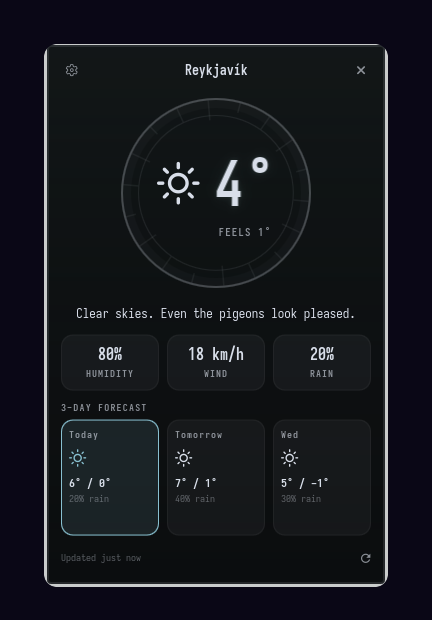 Reykjavík
4°
FEELS 1°
Clear skies. Even the pigeons look pleased.
80%
HUMIDITY
18 km/h
WIND
20%
RAIN
3-DAY FORECAST
Today
6° / 0°
20% rain
Tomorrow
7° / 1°
40% rain
Wed
5° / -1°
30% rain
Updated just now